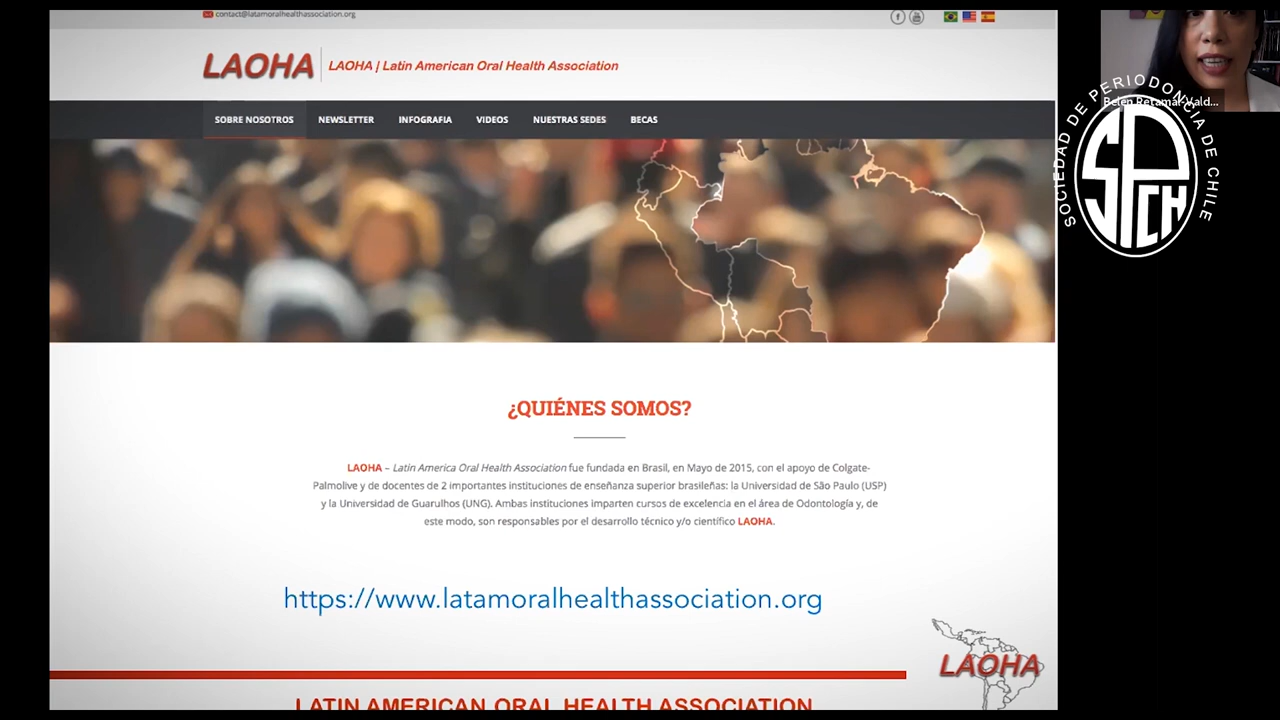 contact@latamoralhealthassociation.org
LAOHA
LAOHA | Latin American Oral Health Association
SOBRE NOSOTROS
NEWSLETTER
INFOGRAFIA
VIDEOS
NUESTRAS SEDES
BECAS
¿QUIÉNES SOMOS?
LAOHA – Latin America Oral Health Association fue fundada en Brasil, en Mayo de 2015, con el apoyo de Colgate-
Palmolive y de docentes de 2 importantes instituciones de enseñanza superior brasileñas: la Universidad de São Paulo (USP)
y la Universidad de Guarulhos (UNG). Ambas instituciones imparten cursos de excelencia en el área de Odontología y, de
este modo, son responsables por el desarrollo técnico y/o científico LAOHA.
https://www.latamoralhealthassociation.org
LAOHA
LATIN AMERICAN ORAL HEALTH ASSOCIATION
Belén Retamal-Vald...
SOCIEDAD DE PERIODONCIA DE CHILE
SPCH